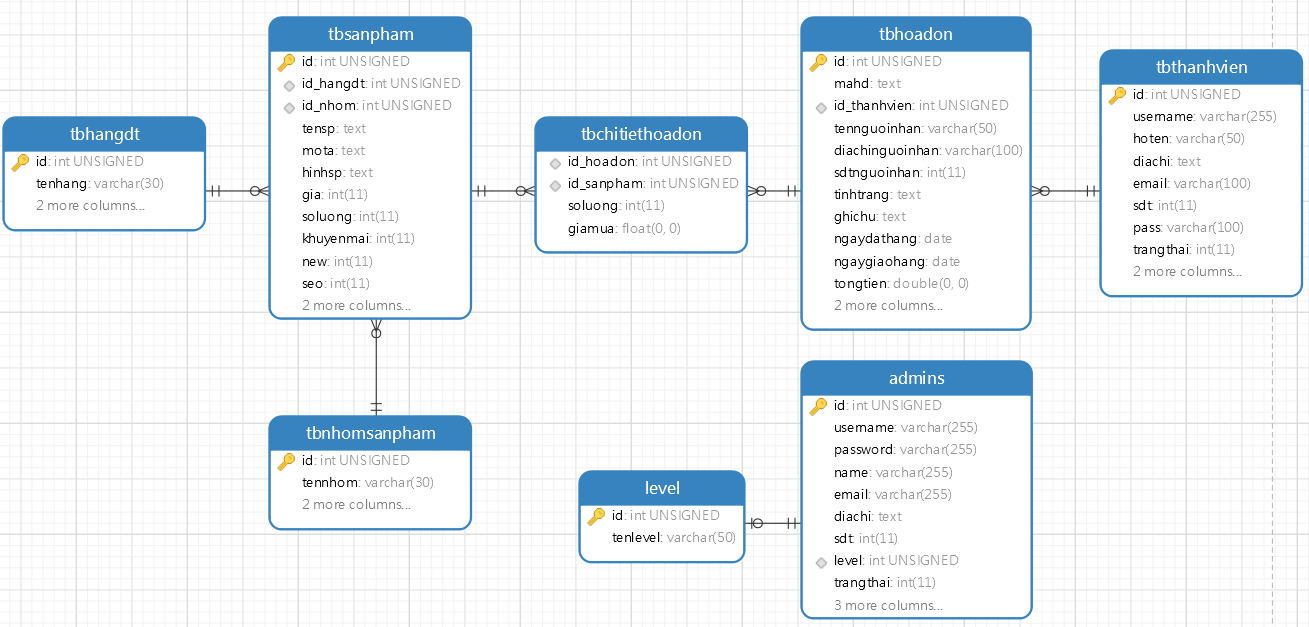 tbhangdt
id: int UNSIGNED
tenhang: varchar(30)
2 more columns...
tbsanpham
id: int UNSIGNED
id_hangdt: int UNSIGNED
id_nhom: int UNSIGNED
tensp: text
mota: text
hinhsp: text
gia: int(11)
soluong: int(11)
khuyenmai: int(11)
new: int(11)
seo: int(11)
2 more columns...
tbnhomsanpham
id: int UNSIGNED
tennhom: varchar(30)
2 more columns...
tbchitiethoadon
id_hoadon: int UNSIGNED
id_sanpham: int UNSIGNED
soluong: int(11)
giamua: float(0, 0)
tbhoadon
id: int UNSIGNED
mahd: text
id_thanhvien: int UNSIGNED
tennguoinhan: varchar(50)
diachinguoinhan: varchar(100)
sdtnguoinhan: int(11)
tinhtrang: text
ghichu: text
ngaydathang: date
ngaygiaohang: date
tongtien: double(0, 0)
2 more columns...
tbthanhvien
id: int UNSIGNED
username: varchar(255)
hoten: varchar(50)
diachi: text
email: varchar(100)
sdt: int(11)
pass: varchar(100)
trangthai: int(11)
2 more columns...
level
id: int UNSIGNED
tenlevel: varchar(50)
admins
id: int UNSIGNED
username: varchar(255)
password: varchar(255)
name: varchar(255)
email: varchar(255)
diachi: text
sdt: int(11)
level: int UNSIGNED
trangthai: int(11)
3 more columns...